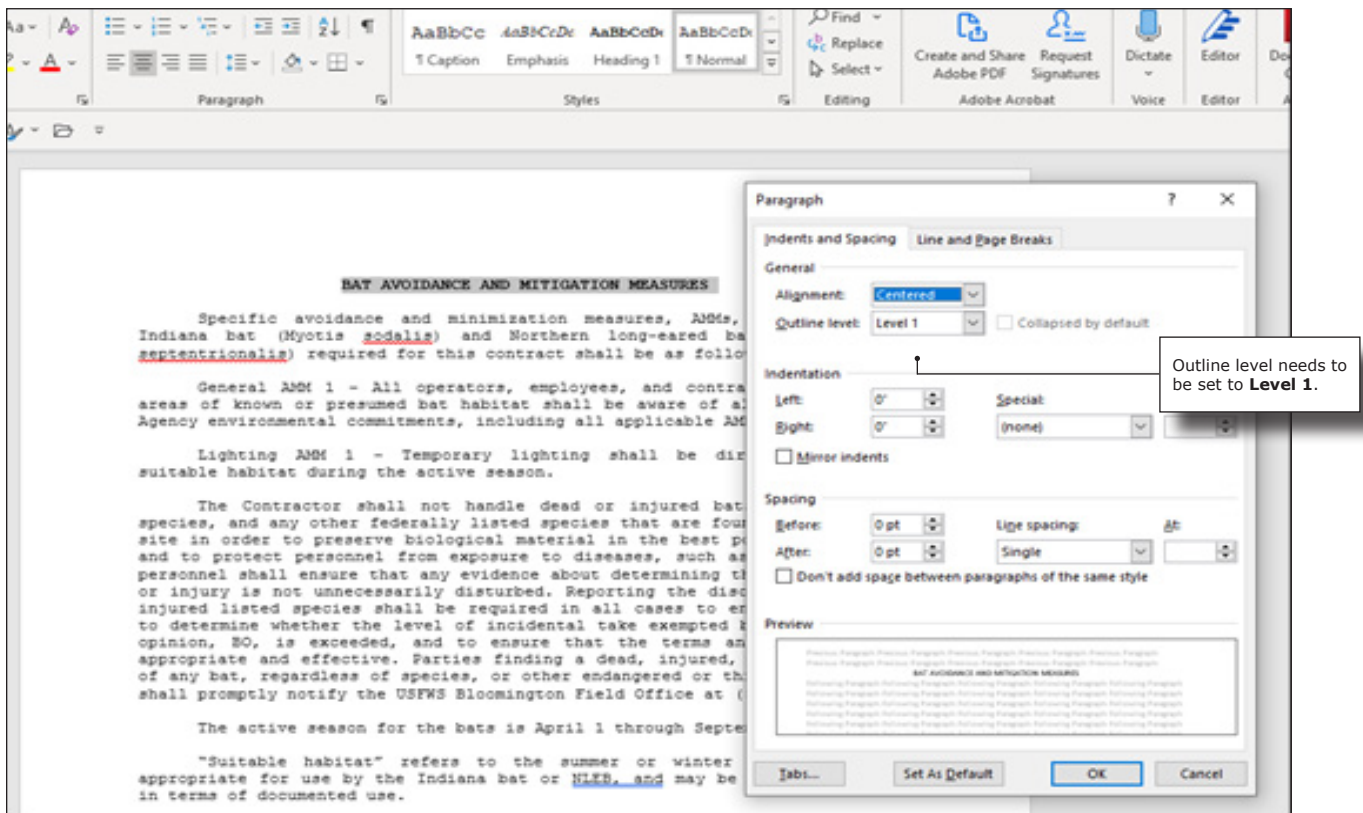 Aa
AaBbCc AaBbCcDc AaBbCcDc AaBbCcDc
¶ Caption Emphasis Heading 1 ¶ Normal
Find
Replace
Select
Create and Share Adobe PDF
Request Signatures
Dictate
Editor
Paragraph Styles Editing Adobe Acrobat Voice Editor
BAT AVOIDANCE AND MITIGATION MEASURES
Specific avoidance and minimization measures, AMMs,
Indiana bat (Myotis sodalis) and Northern long-eared
septentrionalis) required for this contract shall be as
General AMM 1 - All operators, employees, and
areas of known or presumed bat habitat shall be aware of
Agency environmental commitments, including all applicable
Lighting AMM 1 - Temporary lighting shall be
suitable habitat during the active season.
The Contractor shall not handle dead or injured
species, and any other federally listed species that are
site in order to preserve biological material in the best
and to protect personnel from exposure to diseases, such as
personnel shall ensure that any evidence about determining
or injury is not unnecessarily disturbed. Reporting the
injured listed species shall be required in all cases to
to determine whether the level of incidental take exempted
opinion, BO, is exceeded, and to ensure that the terms
appropriate and effective. Parties finding a dead, injured,
of any bat, regardless of species, or other endangered or
shall promptly notify the USFWS Bloomington Field Office at (
The active season for the bats is April 1 through
"Suitable habitat" refers to the summer or winter
appropriate for use by the Indiana bat or NLEB, and may be
in terms of documented use.
Paragraph ?
Indents and Spacing Line and Page Breaks
General
Alignment: Centered
Outline level: Level 1 Collapsed by default
Indentation
Left: 0" Special:
Right: 0" (none)
Mirror indents
Spacing
Before: 0 pt Line spacing: At:
After: 0 pt Single
Don't add space between paragraphs of the same style
Preview
BAT AVOIDANCE AND MITIGATION MEASURES
Tabs... Set As Default OK Cancel
Outline level needs to
be set to Level 1.